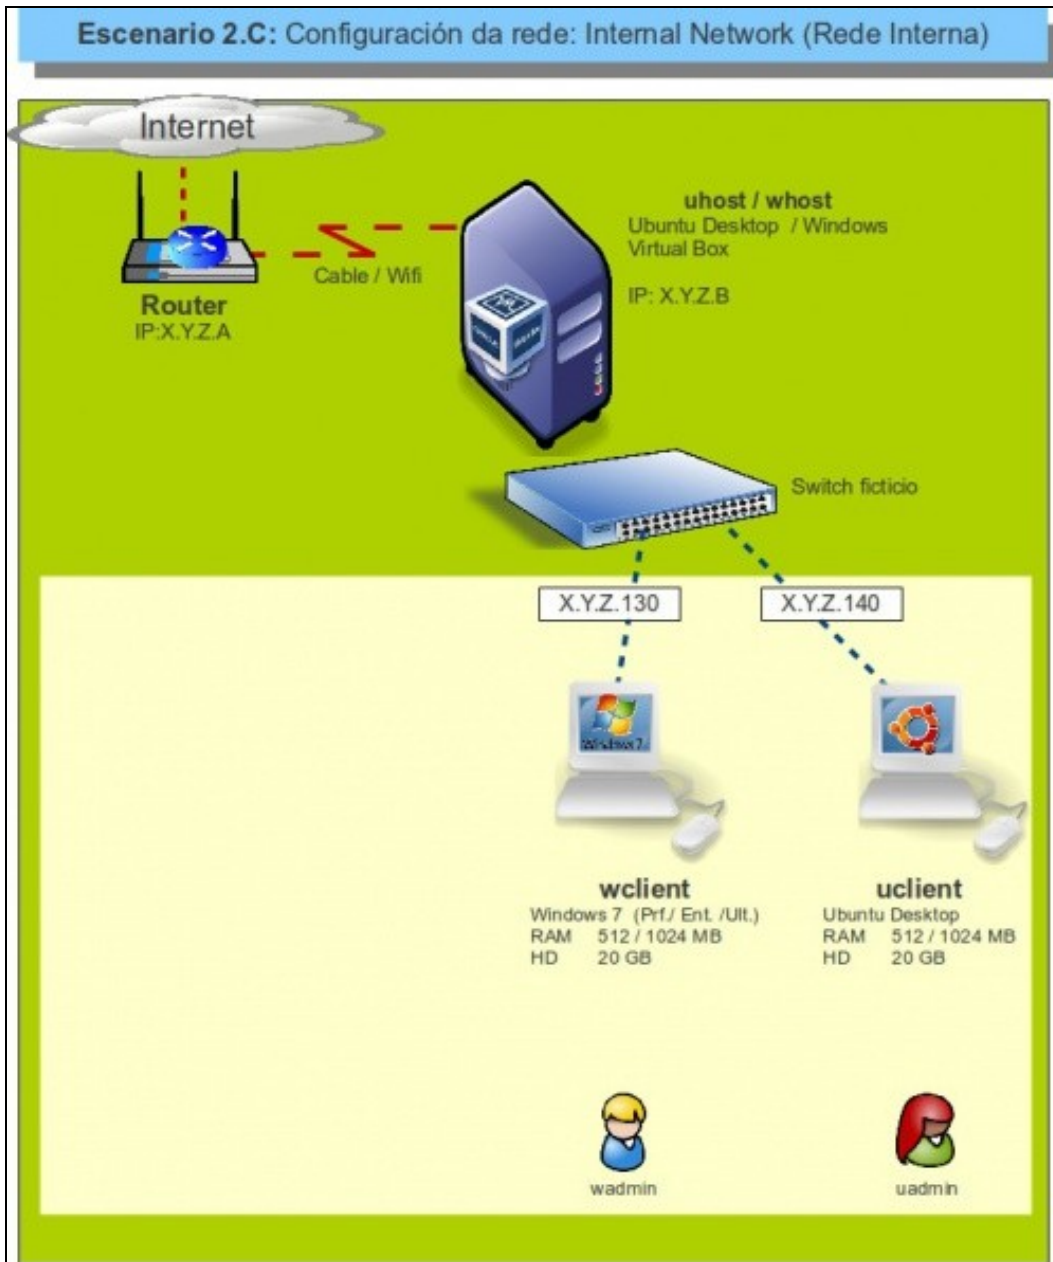 Escenario 2.C: Configuración da rede: Internal Network (Rede Interna)
Internet
uhost / whost
Ubuntu Desktop / Windows
Virtual Box
IP: X.Y.Z.B
Cable / Wifi
Router
IP:X.Y.Z.A
Switch ficticio
X.Y.Z.130
X.Y.Z.140
Windows 7
wclient
Windows 7 (Prf./ Ent. /Ult.)
RAM 512 / 1024 MB
HD 20 GB
uclient
Ubuntu Desktop
RAM 512 / 1024 MB
HD 20 GB
wadmin
uadmin